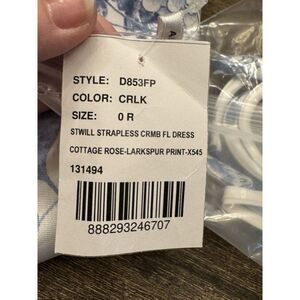 A
STYLE: D853FP
COLOR: CRLK
SIZE: 0 R
STWILL STRAPLESS CRMB FL DRESS
COTTAGE ROSE-LARKSPUR PRINT-X545
131494
888293246707